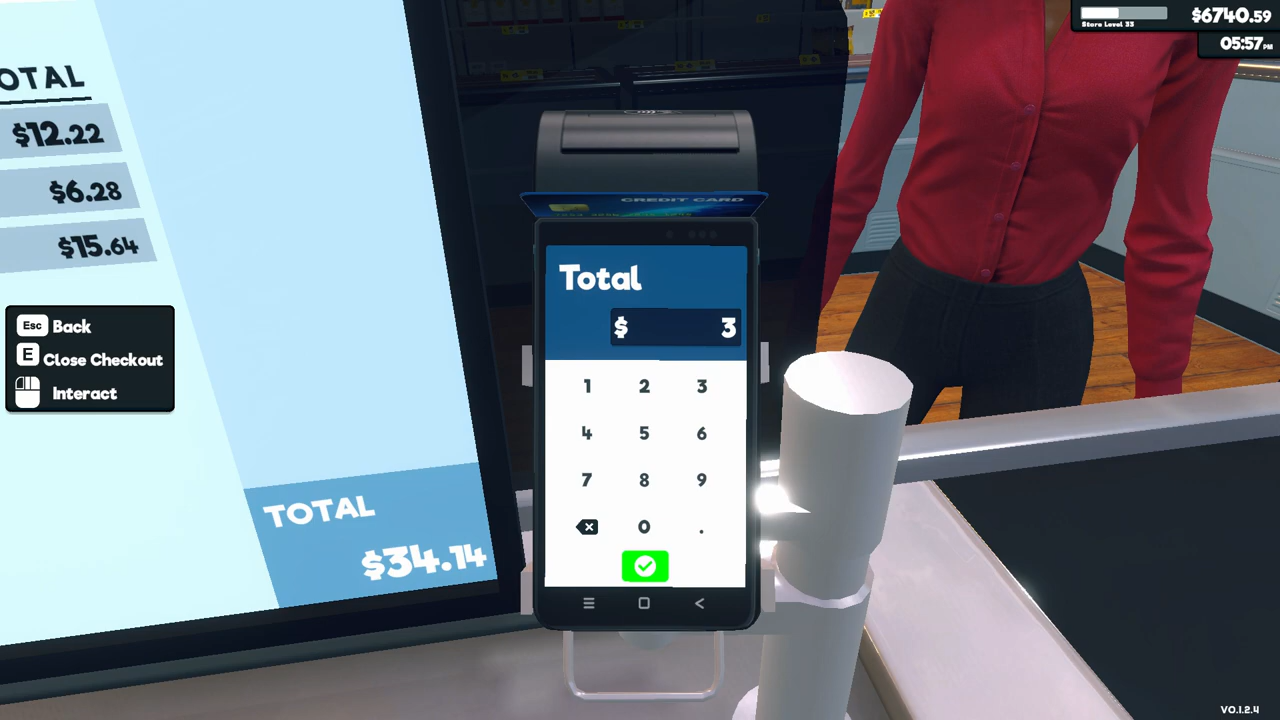 $6740.59
Store Level 33
05:57PM
OTAL
$12.22
$6.28
$15.64
Esc Back
E Close Checkout
Interact
TOTAL
$34.14
CREDIT CARD
Total
$ 3
1 2 3
4 5 6
7 8 9
0 .
V0.1.2.4